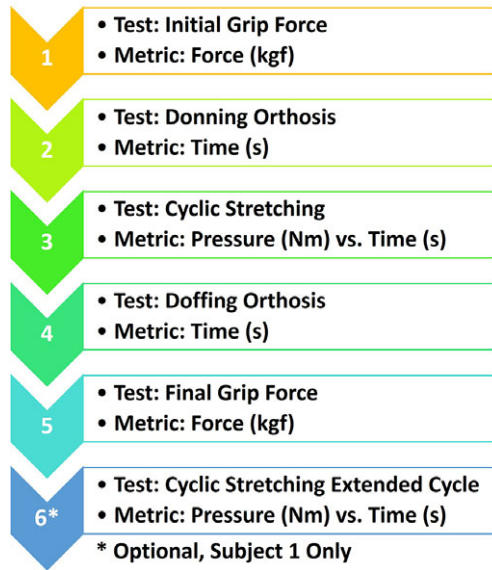 1
• Test: Initial Grip Force
• Metric: Force (kgf)
2
• Test: Donning Orthosis
• Metric: Time (s)
3
• Test: Cyclic Stretching
• Metric: Pressure (Nm) vs. Time (s)
4
• Test: Doffing Orthosis
• Metric: Time (s)
5
• Test: Final Grip Force
• Metric: Force (kgf)
6*
• Test: Cyclic Stretching Extended Cycle
• Metric: Pressure (Nm) vs. Time (s)
* Optional, Subject 1 Only